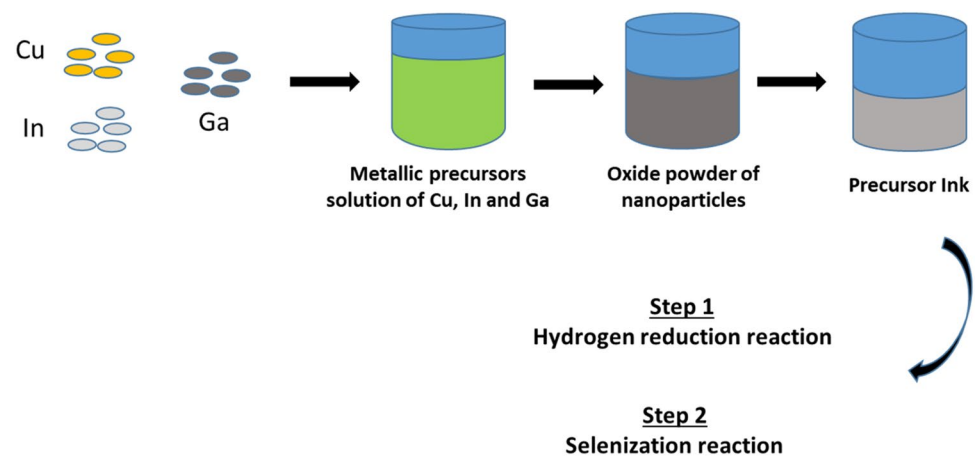 Cu
In
Ga
Metallic precursors
solution of Cu, In and Ga
Oxide powder of
nanoparticles
Precursor Ink
Step 1
Hydrogen reduction reaction
Step 2
Selenization reaction